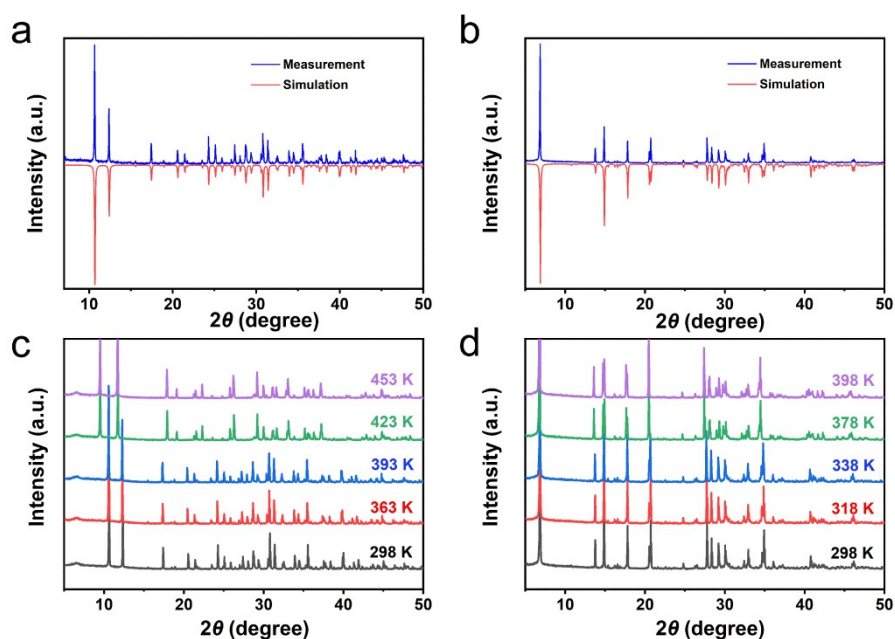 a
Intensity (a.u.)
Measurement
Simulation
10 20 30 40 50
2θ (degree)
b
Intensity (a.u.)
Measurement
Simulation
10 20 30 40 50
2θ (degree)
c
Intensity (a.u.)
453 K
423 K
393 K
363 K
298 K
10 20 30 40 50
2θ (degree)
d
Intensity (a.u.)
398 K
378 K
338 K
318 K
298 K
10 20 30 40 50
2θ (degree)